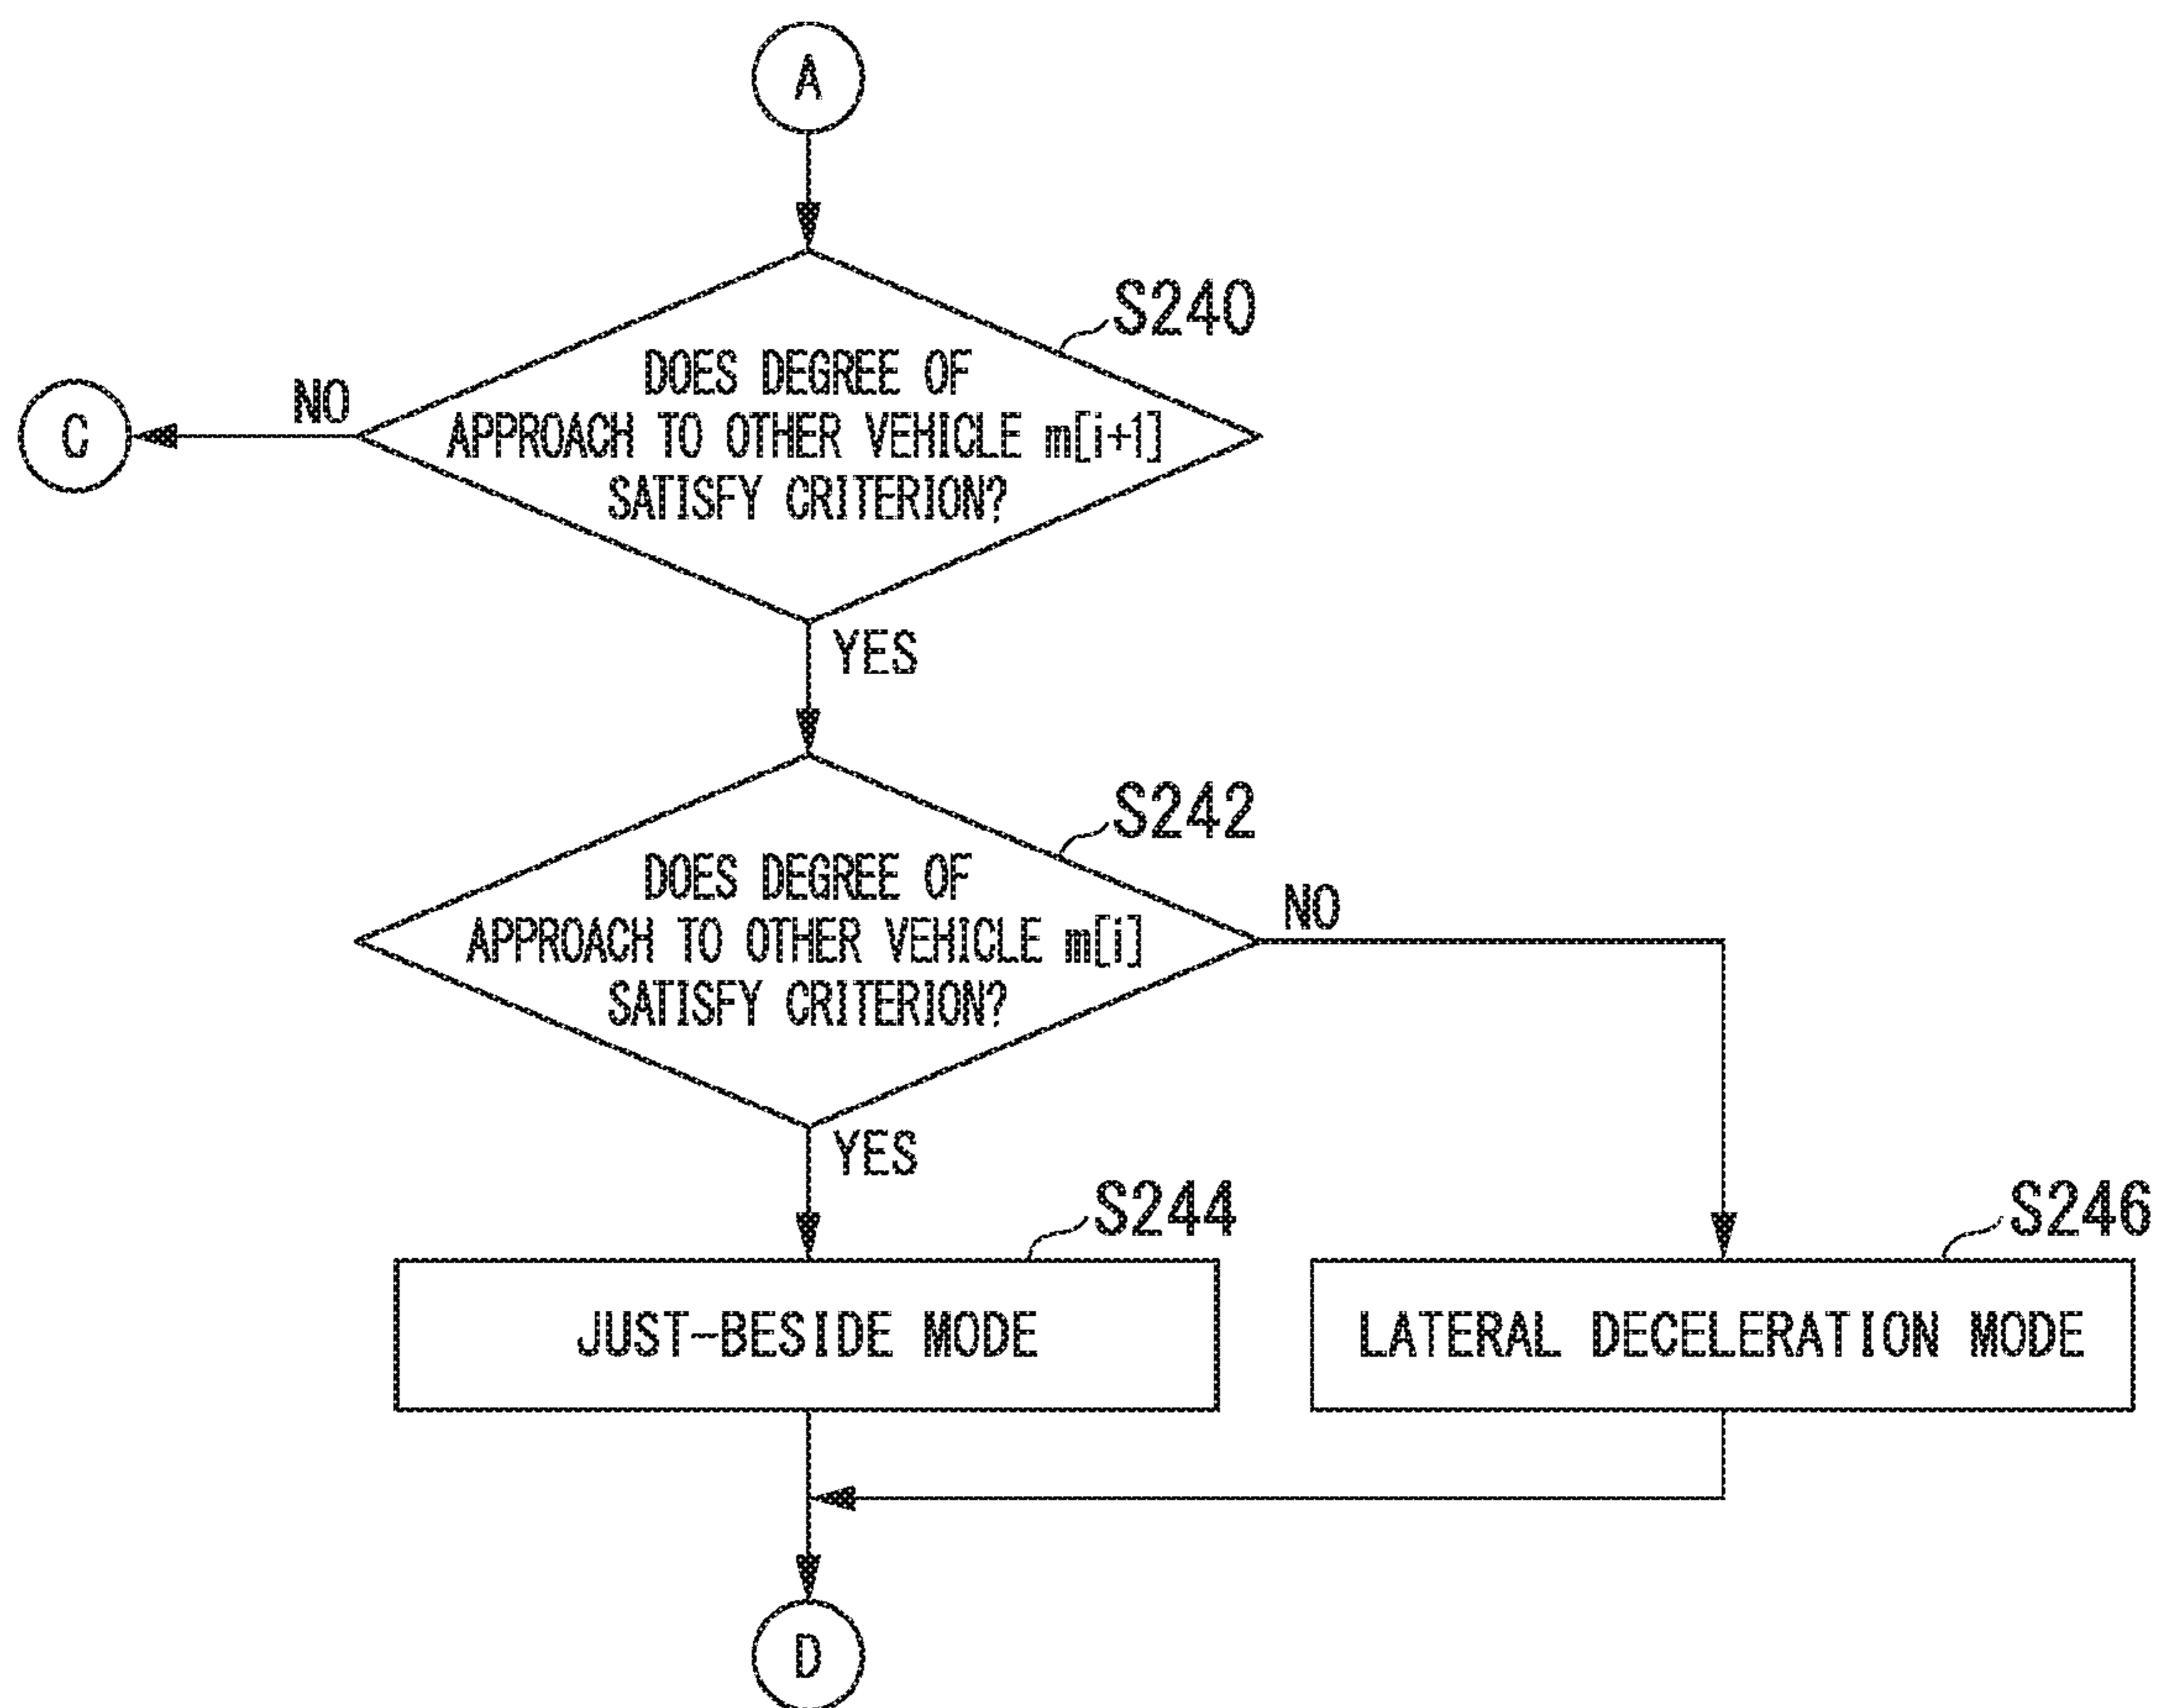 A
S240
DOES DEGREE OF
APPROACH TO OTHER VEHICLE m[i+1]
SATISFY CRITERION?
NO
C
YES
S242
DOES DEGREE OF
APPROACH TO OTHER VEHICLE m[i]
SATISFY CRITERION?
NO
YES
S244
JUST-BESIDE MODE
S246
LATERAL DECELERATION MODE
D